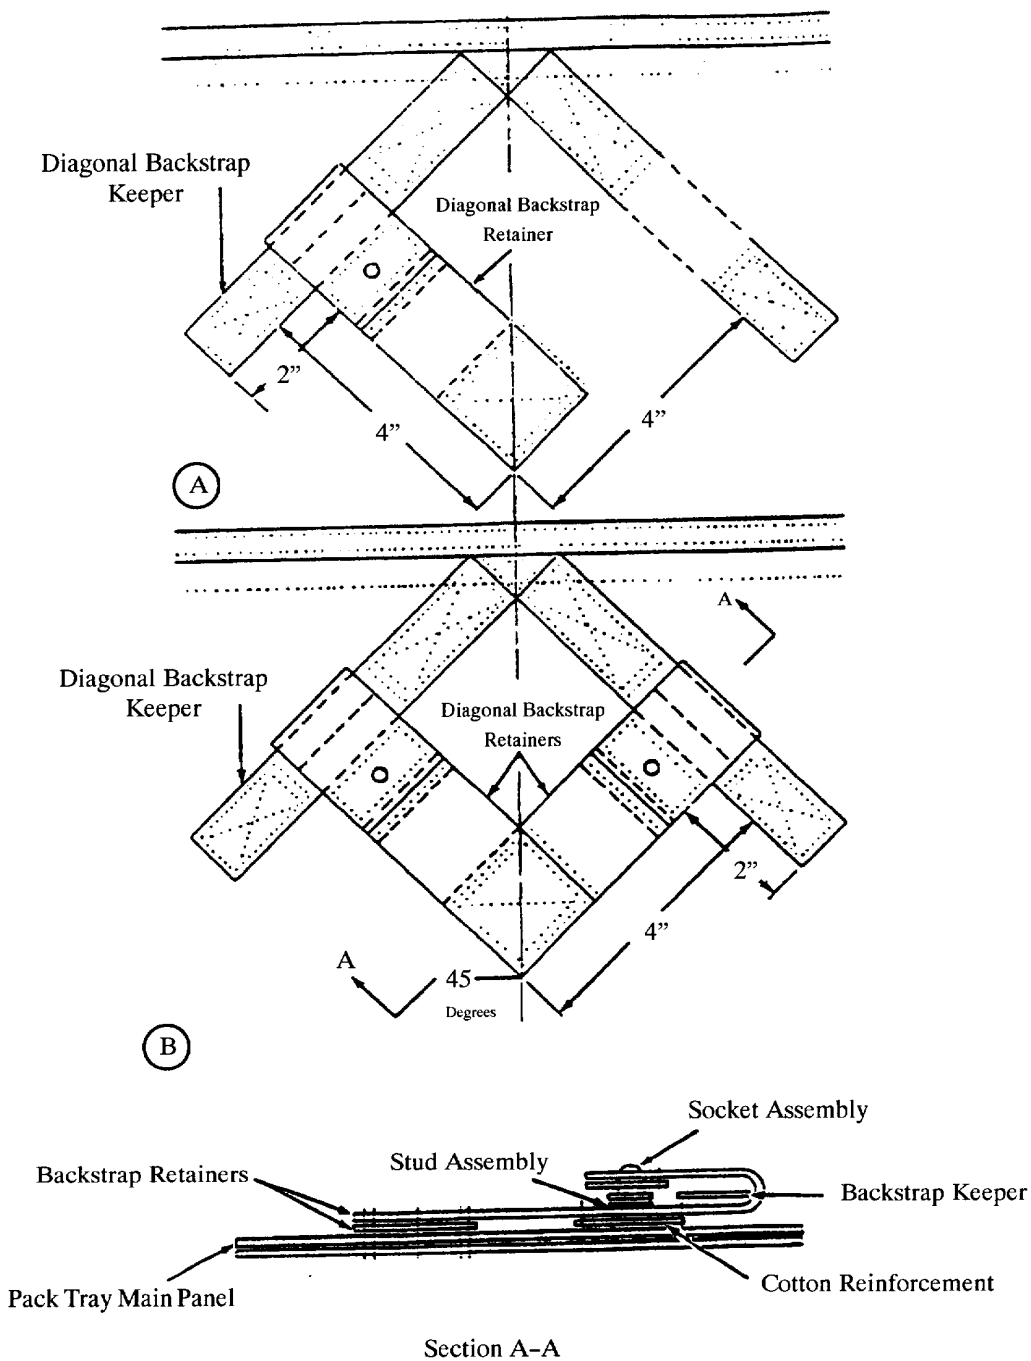 Diagonal Backstrap
Keeper
Diagonal Backstrap
Retainer
2”
4”
4”
A
A
Diagonal Backstrap
Keeper
Diagonal Backstrap
Retainers
2”
4”
A
45
Degrees
B
Socket Assembly
Stud Assembly
Backstrap Retainers
Backstrap Keeper
Cotton Reinforcement
Pack Tray Main Panel
Section A–A